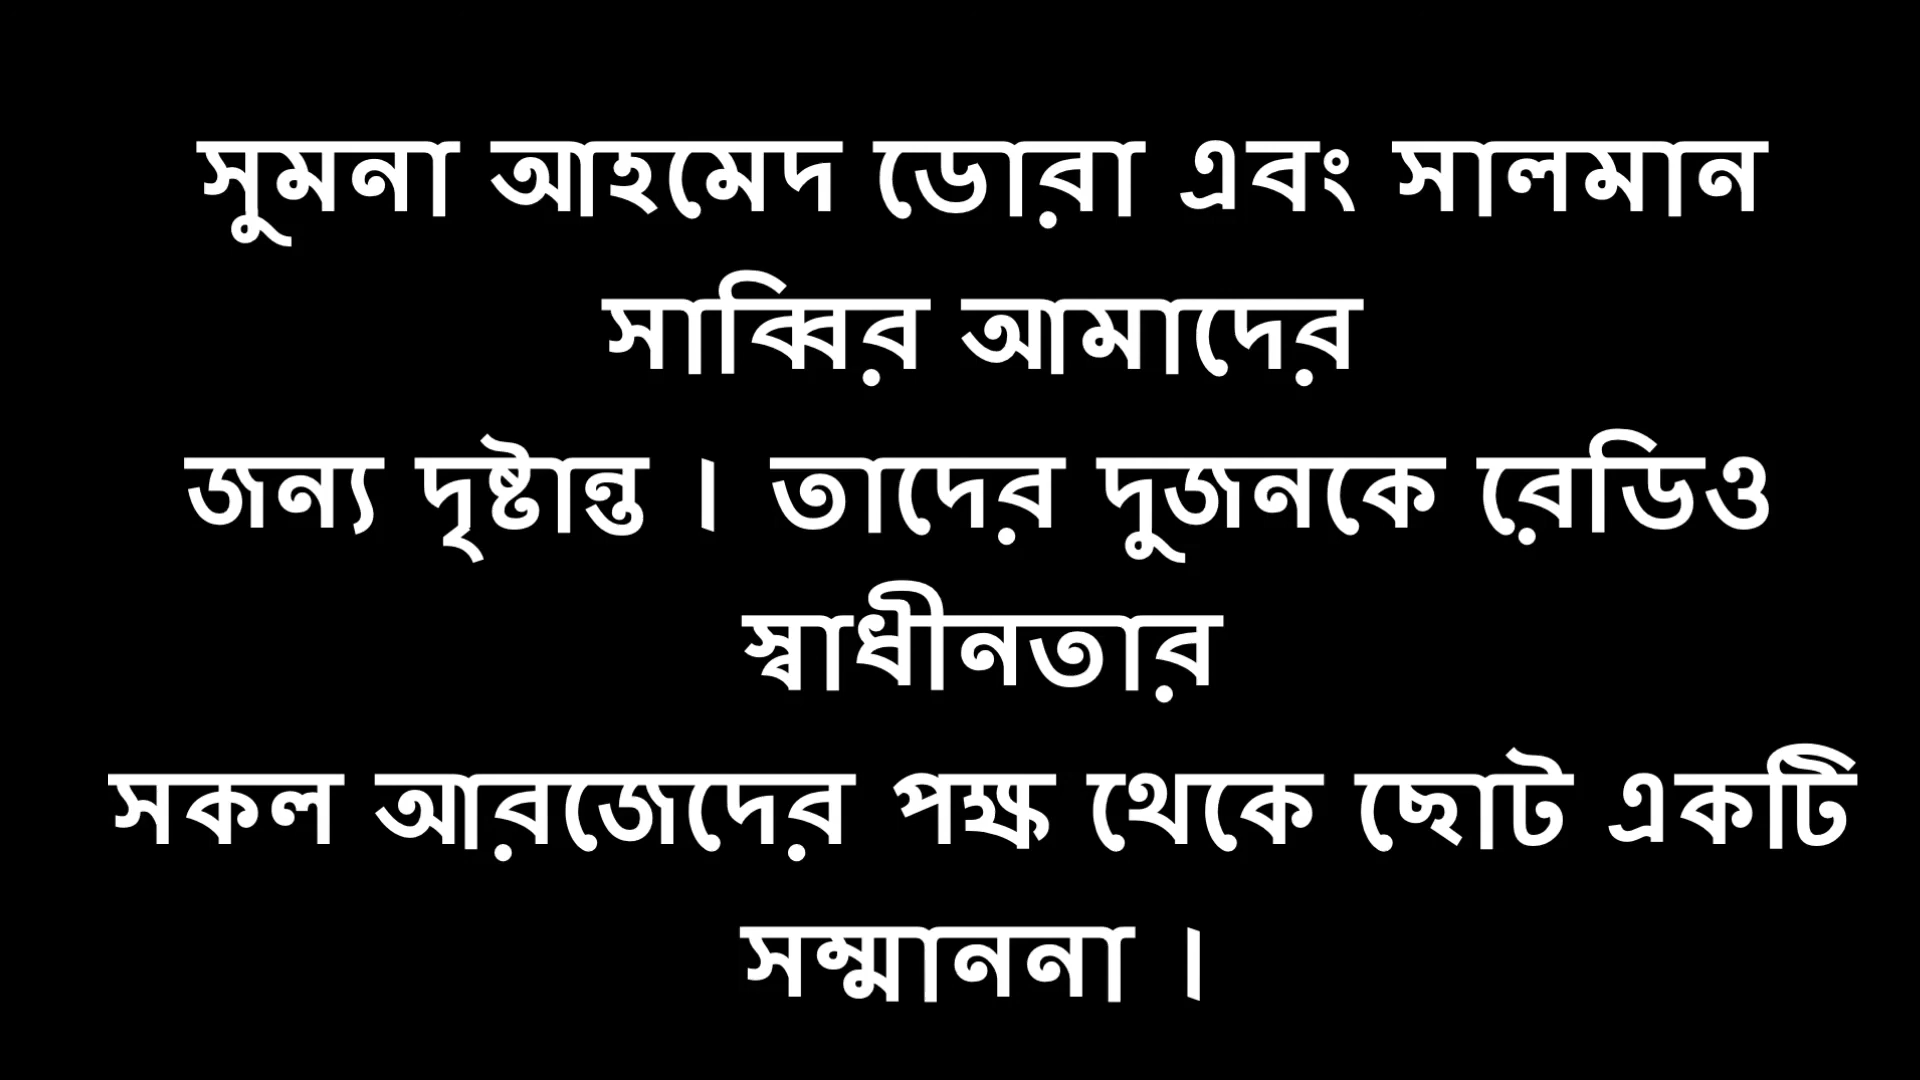 সুমনা আহমেদ ডোরা এবং সালমান
সাব্বির আমাদের
জন্য দৃষ্টান্ত । তাদের দুজনকে রেডিও
স্বাধীনতার
সকল আরজেদের পক্ষ থেকে ছোট একটি
সম্মাননা ।